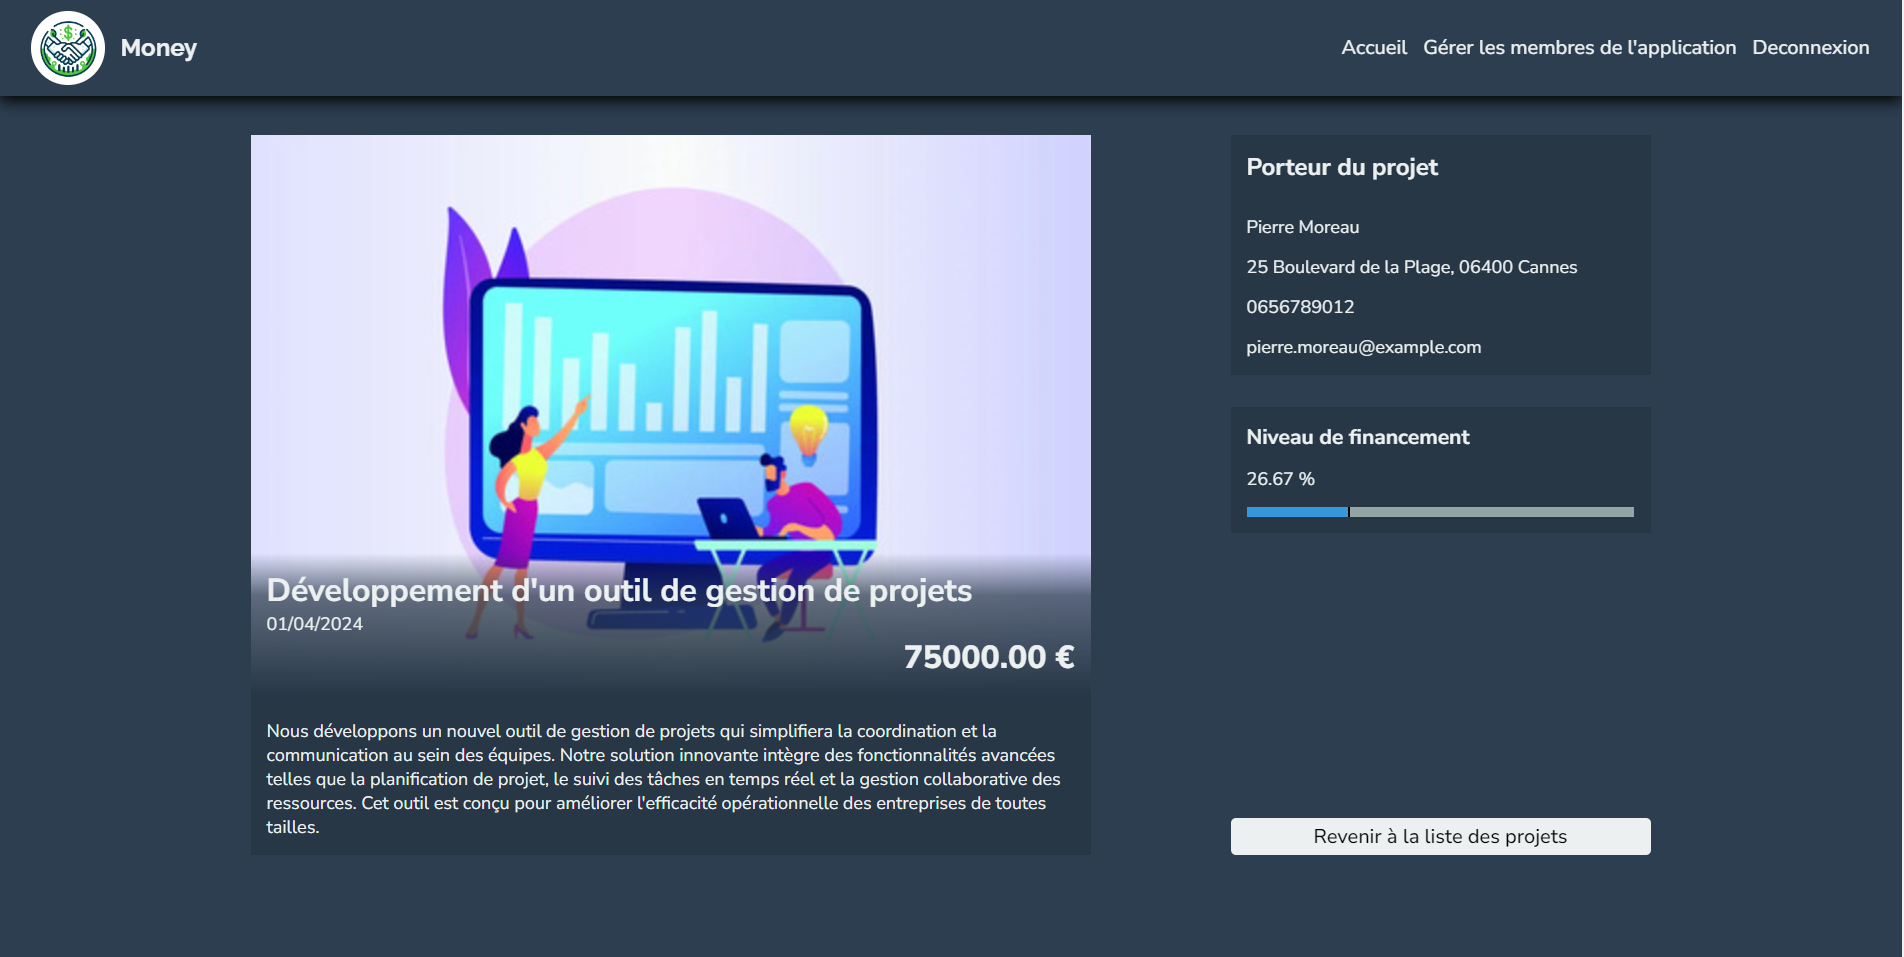 Money
Accueil Gérer les membres de l'application Deconnexion
Développement d'un outil de gestion de projets
01/04/2024
75000.00 €
Nous développons un nouvel outil de gestion de projets qui simplifiera la coordination et la
communication au sein des équipes. Notre solution innovante intègre des fonctionnalités avancées
telles que la planification de projet, le suivi des tâches en temps réel et la gestion collaborative des
ressources. Cet outil est conçu pour améliorer l'efficacité opérationnelle des entreprises de toutes
tailles.
Porteur du projet
Pierre Moreau
25 Boulevard de la Plage, 06400 Cannes
0656789012
pierre.moreau@example.com
Niveau de financement
26.67 %
Revenir à la liste des projets